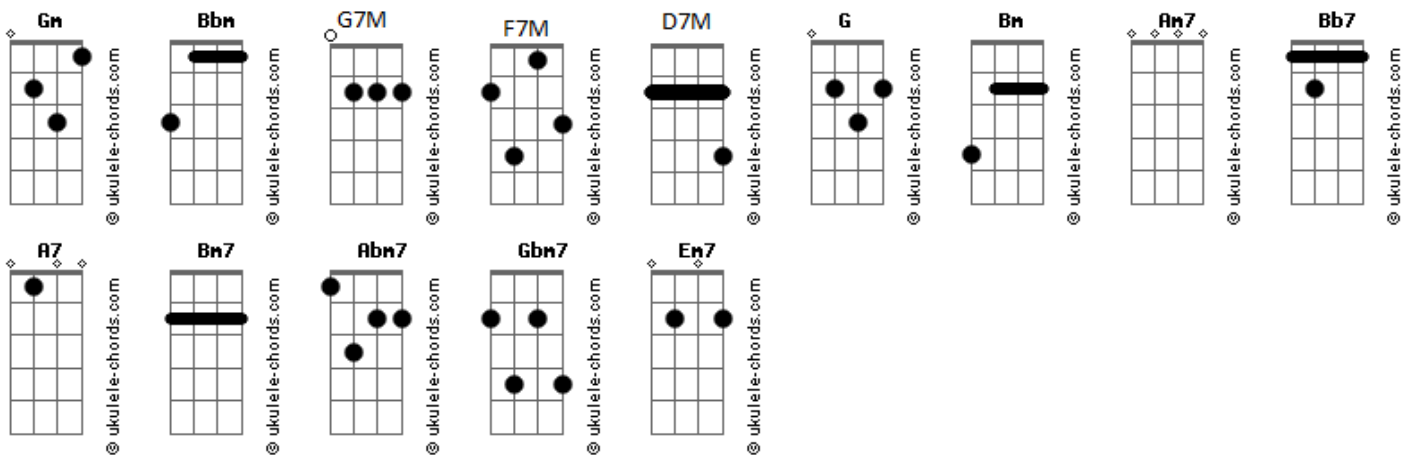 Gm Bbm G7M F7M D7M G Bm Am7 Bb7
© ukulele-chords.com © ukulele-chords.com © ukulele-chords.com © ukulele-chords.com © ukulele-chords.com © ukulele-chords.com © ukulele-chords.com © ukulele-chords.com © ukulele-chords.com
A7 Bm7 Abm7 Gbm7 Em7
© ukulele-chords.com © ukulele-chords.com © ukulele-chords.com © ukulele-chords.com © ukulele-chords.com